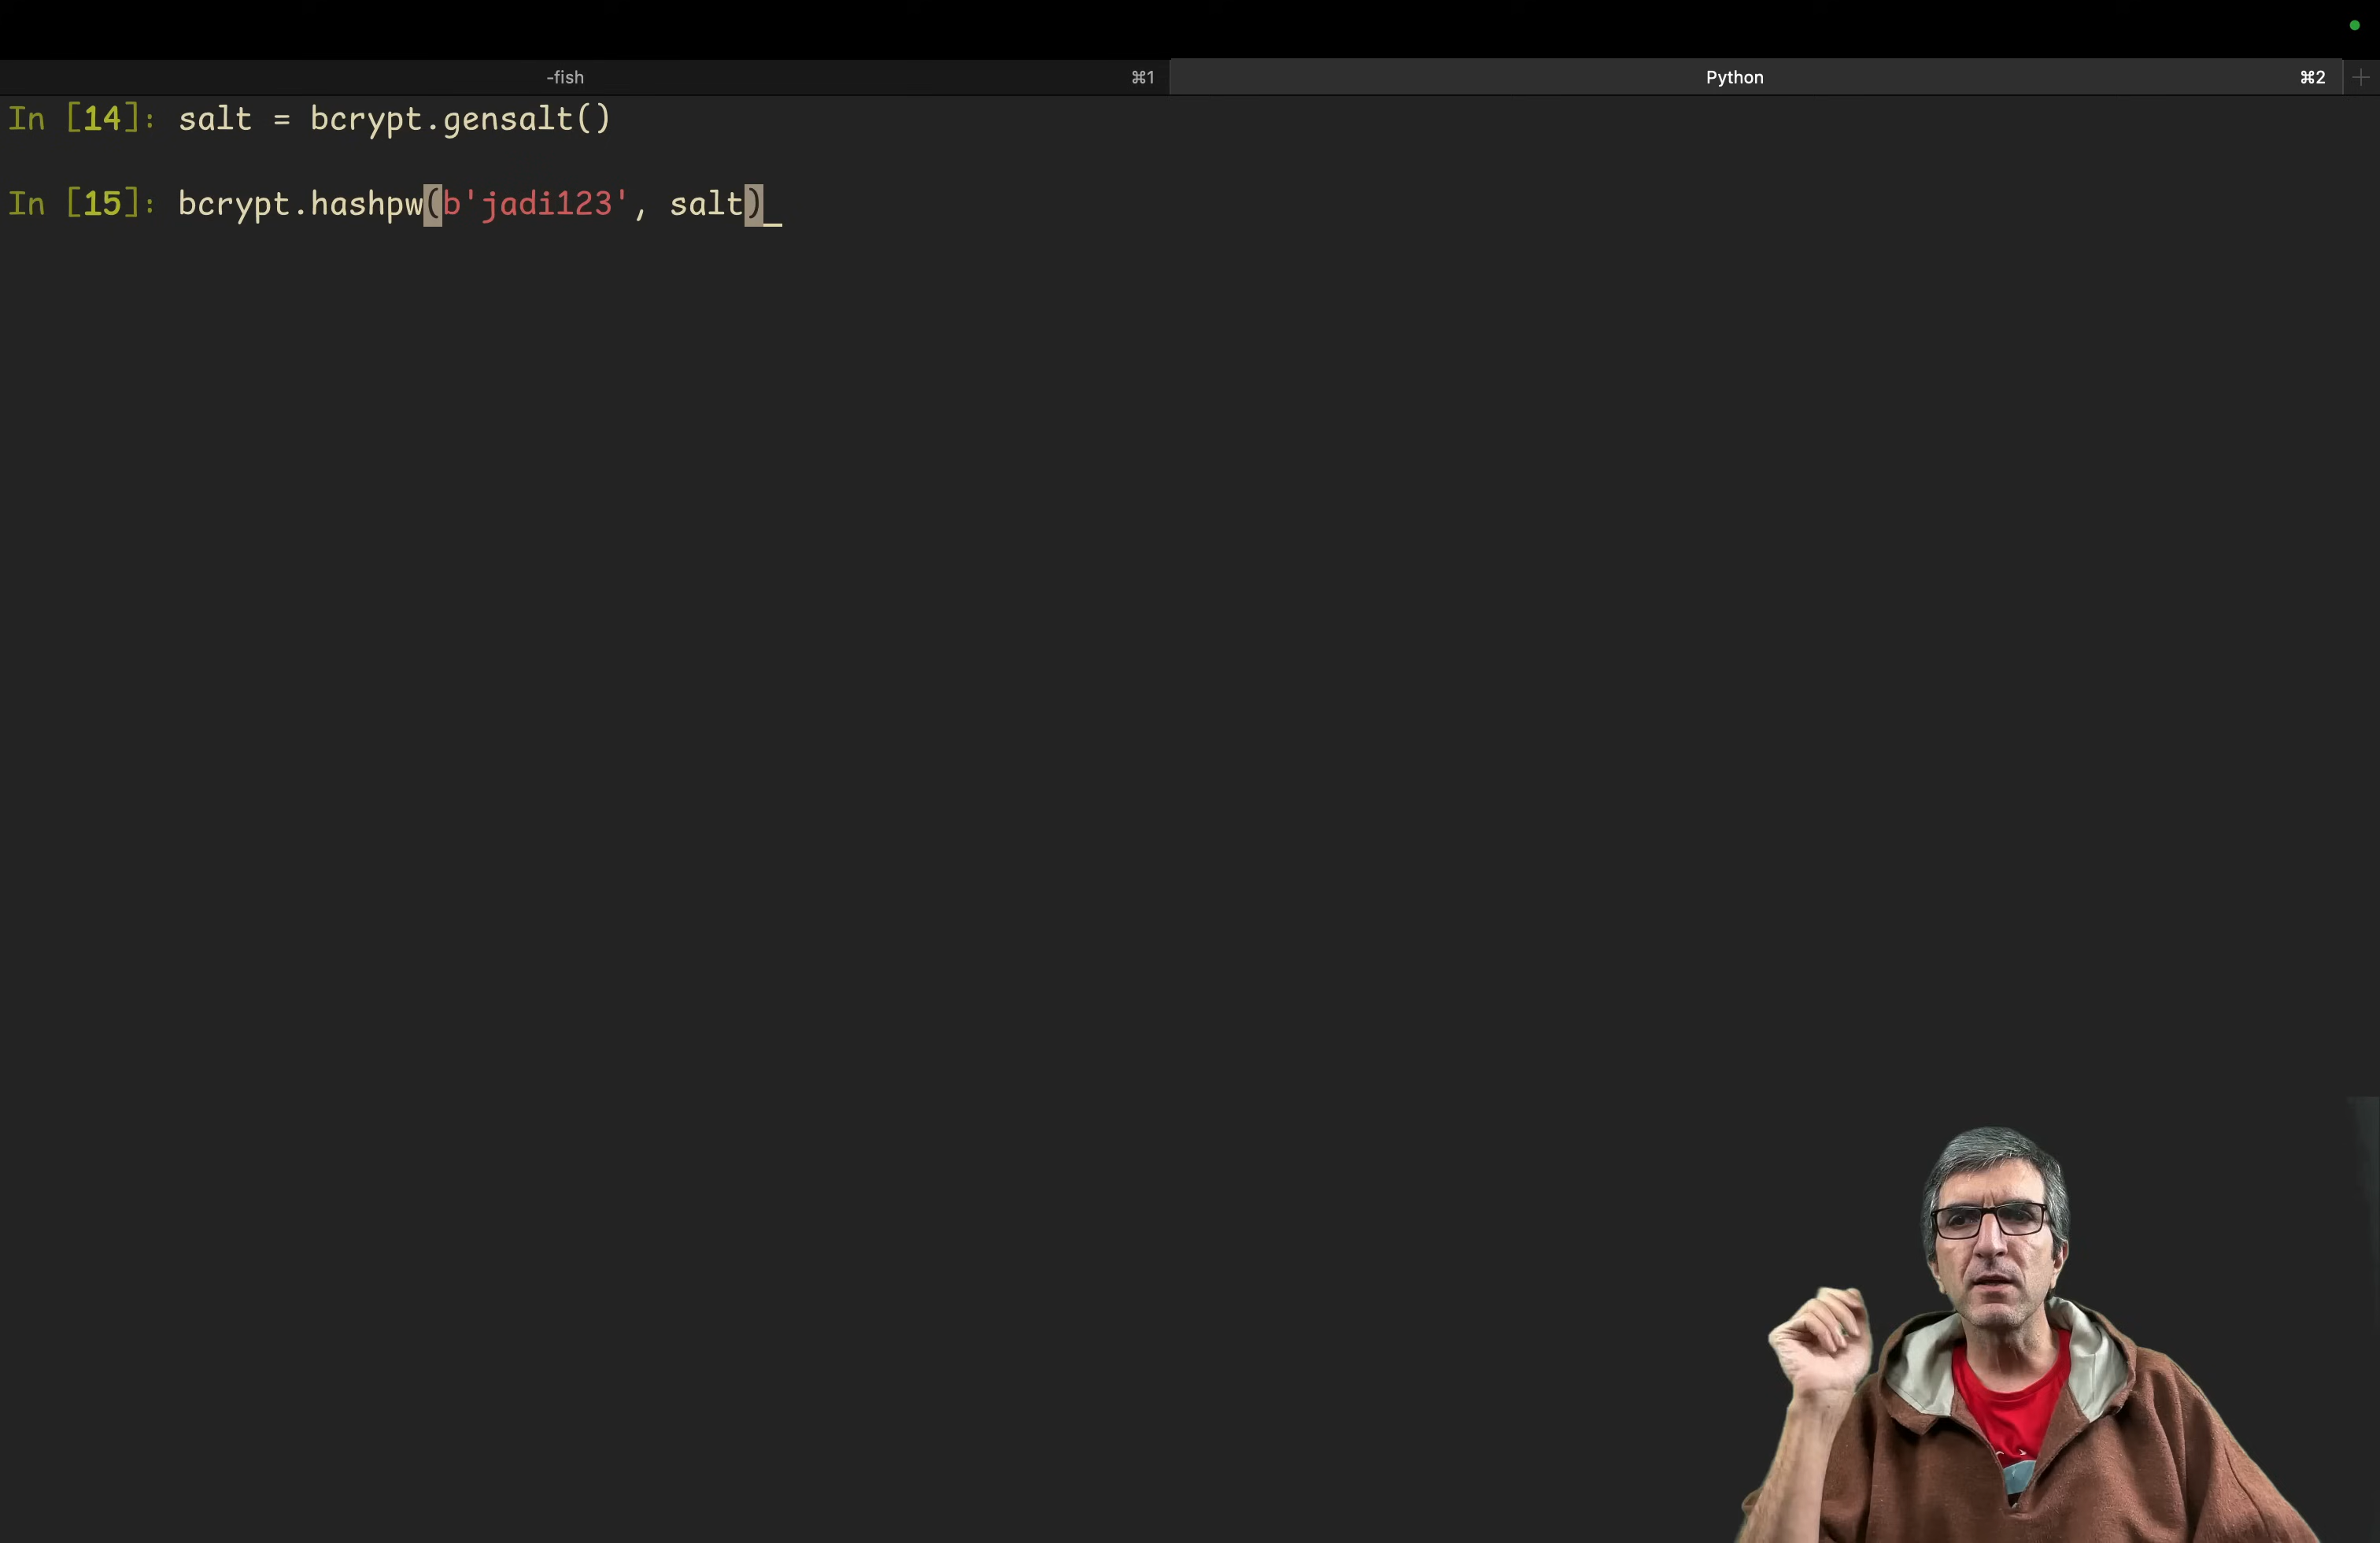 -fish ⌘1 Python ⌘2 +
In [14]: salt = bcrypt.gensalt()
In [15]: bcrypt.hashpw(b'jadi123', salt)_